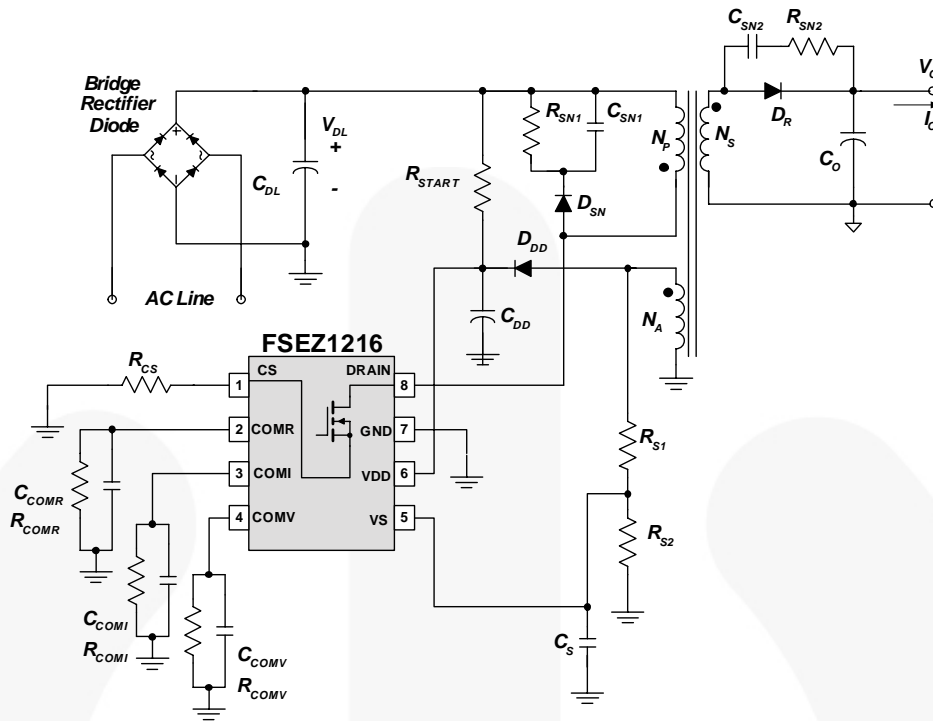 C_SN2 R_SN2
Bridge
Rectifier
Diode
V_DL
+
-
C_DL
AC Line
R_START
R_SN1 C_SN1
D_SN
N_P N_S
D_R
C_O
V_O
I_O
D_DD
C_DD
N_A
FSEZ1216
R_CS
1 CS DRAIN 8
2 COMR GND 7
3 COMI VDD 6
4 COMV VS 5
R_S1
R_S2
C_S
C_COMR
R_COMR
C_COMI
R_COMI
C_COMV
R_COMV